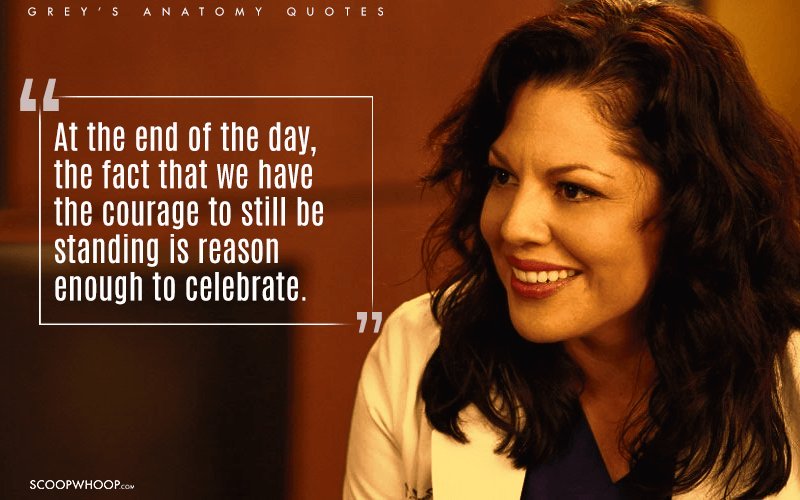 GREY'S ANATOMY QUOTES
“
At the end of the day,
the fact that we have
the courage to still be
standing is reason
enough to celebrate.
”
SCOOPWHOOP.COM